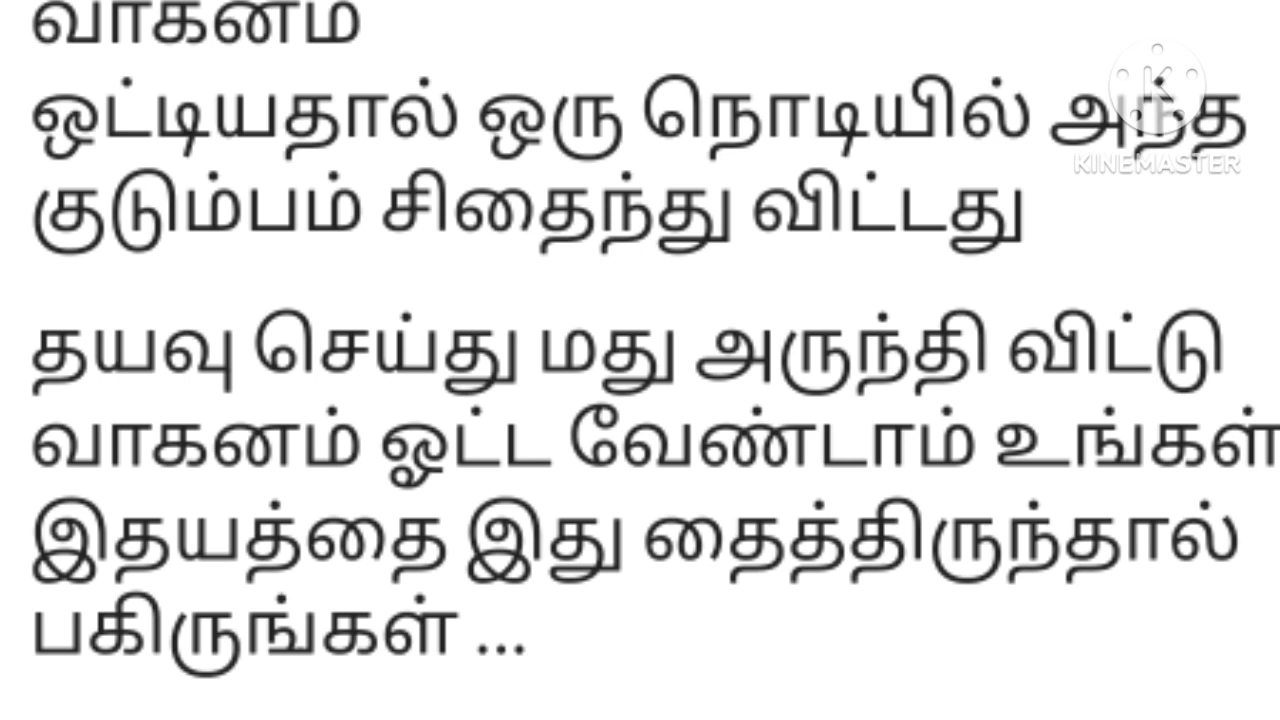 வாகனம்
ஒட்டியதால் ஒரு நொடியில் அந்த
KINEMASTER
குடும்பம் சிதைந்து விட்டது
தயவு செய்து மது அருந்தி விட்டு
வாகனம் ஓட்ட வேண்டாம் உங்கள்
இதயத்தை இது தைத்திருந்தால்
பகிருங்கள் ...